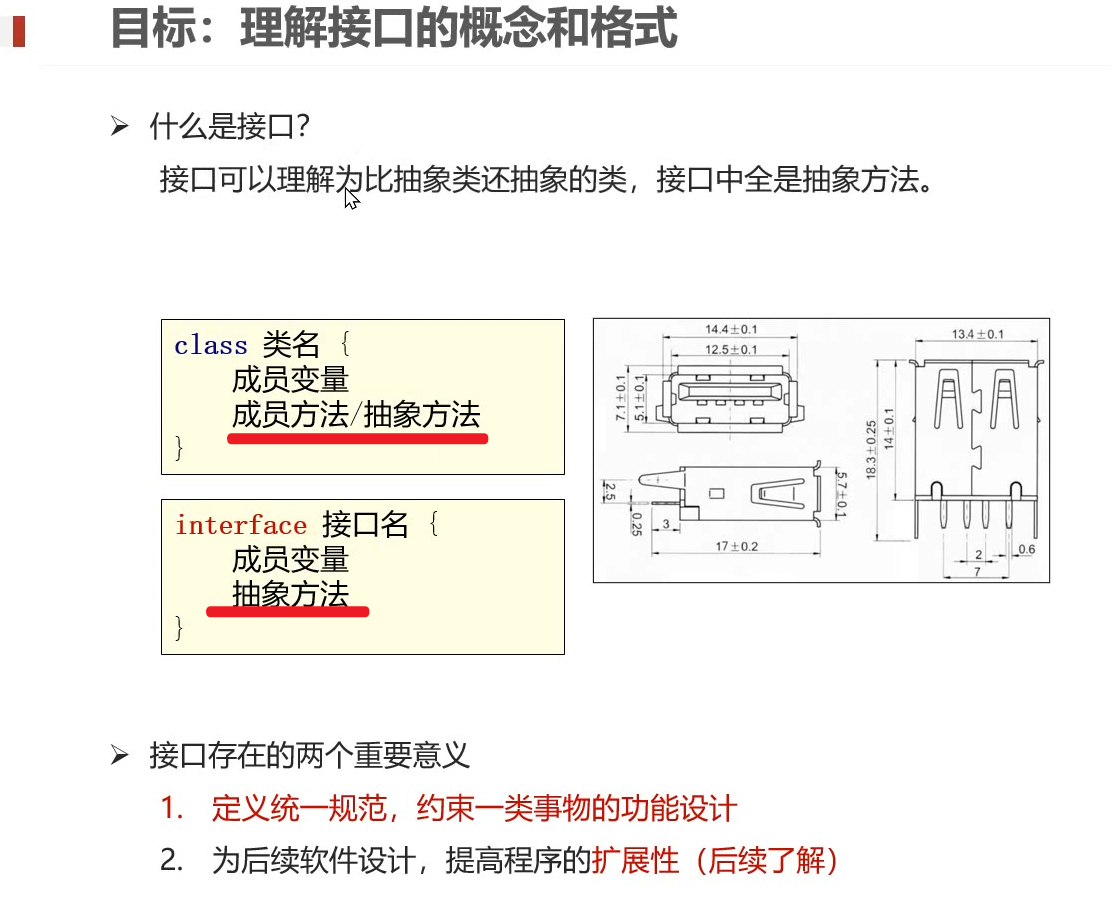 目标：理解接口的概念和格式
什么是接口？
接口可以理解为比抽象类还抽象的类，接口中全是抽象方法。
class 类名 {
成员变量
成员方法/抽象方法
}
interface 接口名 {
成员变量
抽象方法
}
14.4±0.1
12.5±0.1
7.1±0.1
5.1±0.1
2.5
0.25
3
17±0.2
5.7±0.1
13.4±0.1
18.3±0.25
14±0.1
2
0.6
7
接口存在的两个重要意义
1. 定义统一规范，约束一类事物的功能设计
2. 为后续软件设计，提高程序的扩展性（后续了解）